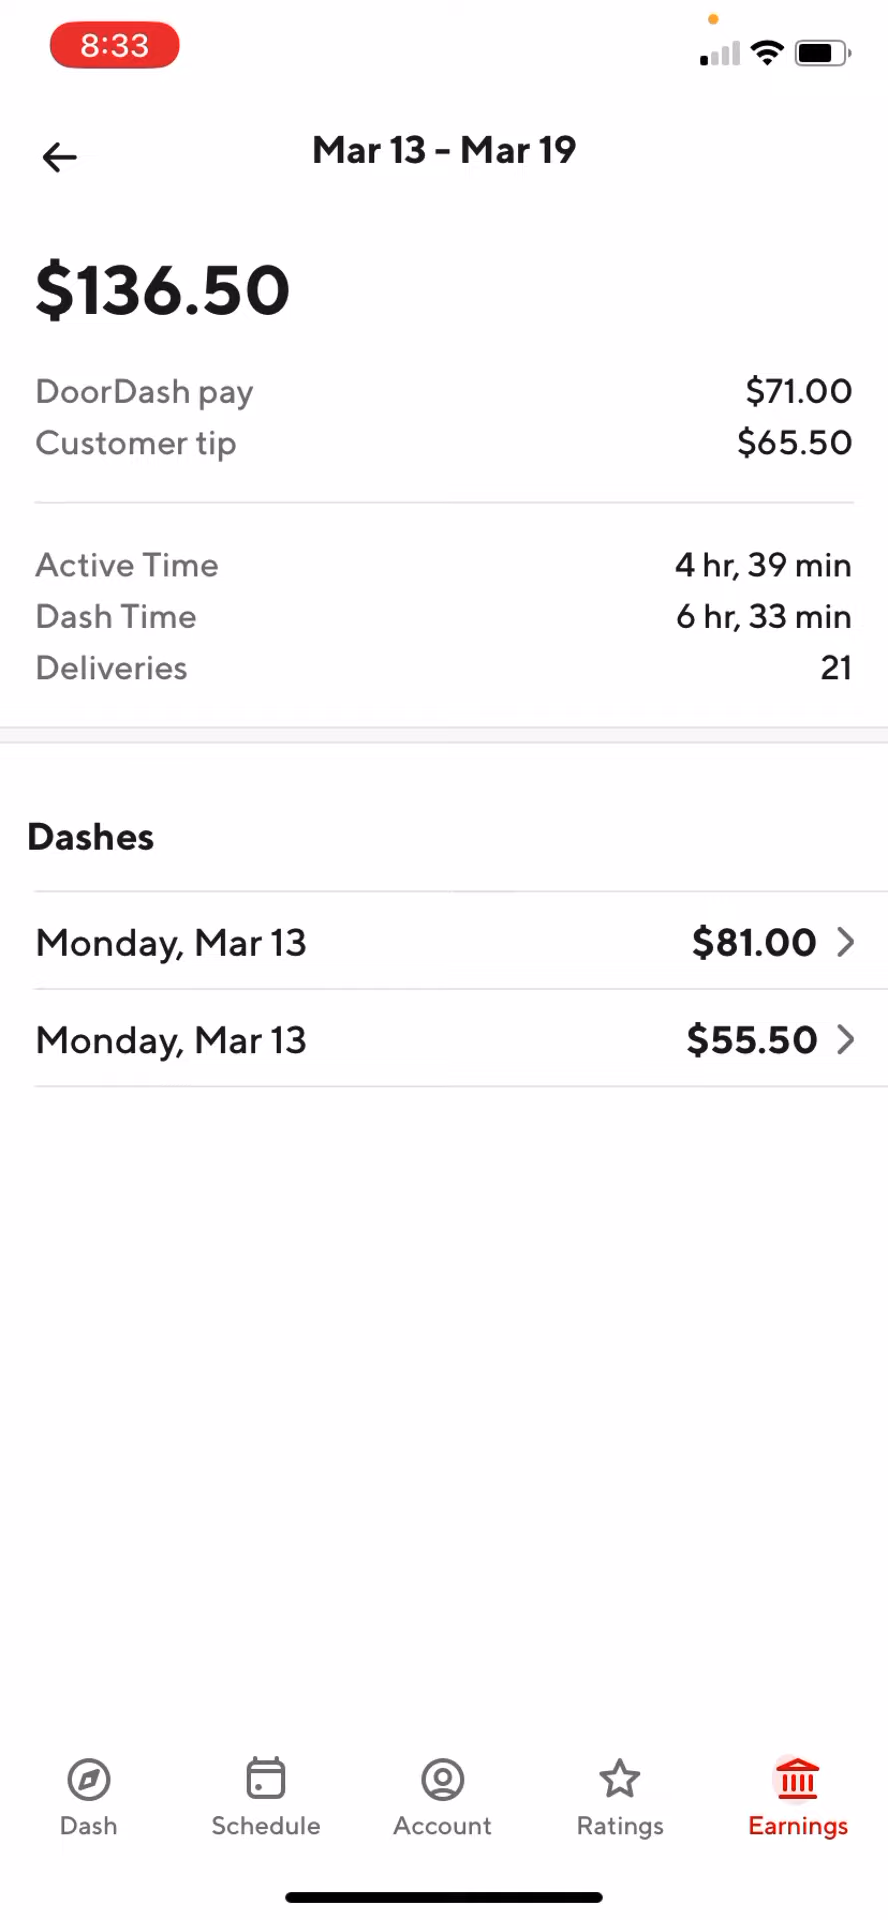 8:33
Mar 13 - Mar 19
$136.50
DoorDash pay $71.00
Customer tip $65.50
Active Time 4 hr, 39 min
Dash Time 6 hr, 33 min
Deliveries 21
Dashes
Monday, Mar 13 $81.00
Monday, Mar 13 $55.50
Dash Schedule Account Ratings Earnings